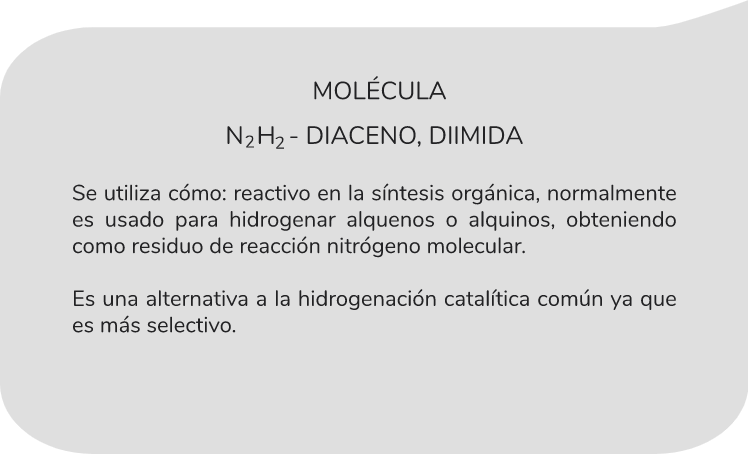 MOLÉCULA
N₂H₂ - DIACENO, DIIMIDA
Se utiliza cómo: reactivo en la síntesis orgánica, normalmente
es usado para hidrogenar alquenos o alquinos, obteniendo
como residuo de reacción nitrógeno molecular.
Es una alternativa a la hidrogenación catalítica común ya que
es más selectivo.